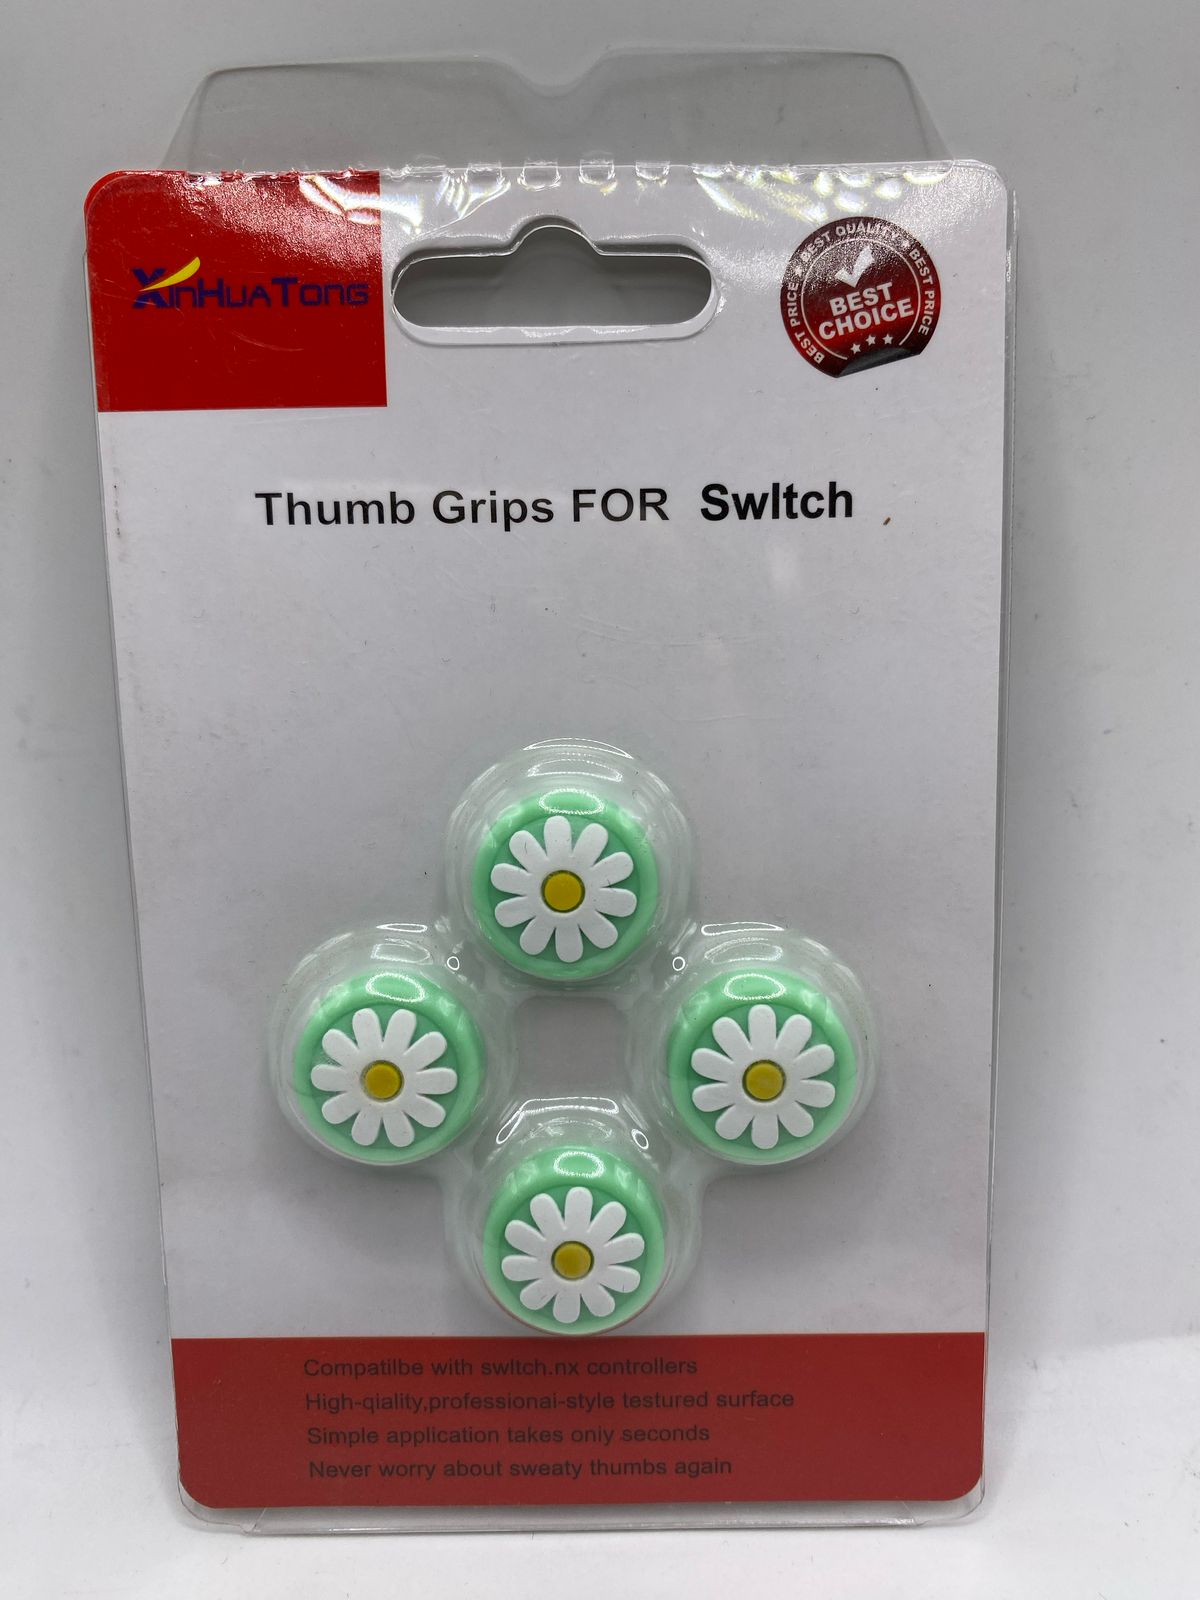 XinHuaTong
BEST QUALITY
BEST PRICE
BEST PRICE
BEST
CHOICE
Thumb Grips FOR Swltch
Compatilbe with swltch.nx controllers
High-qiality,professionai-style testured surface
Simple application takes oniy seconds
Never worry about sweaty thumbs again